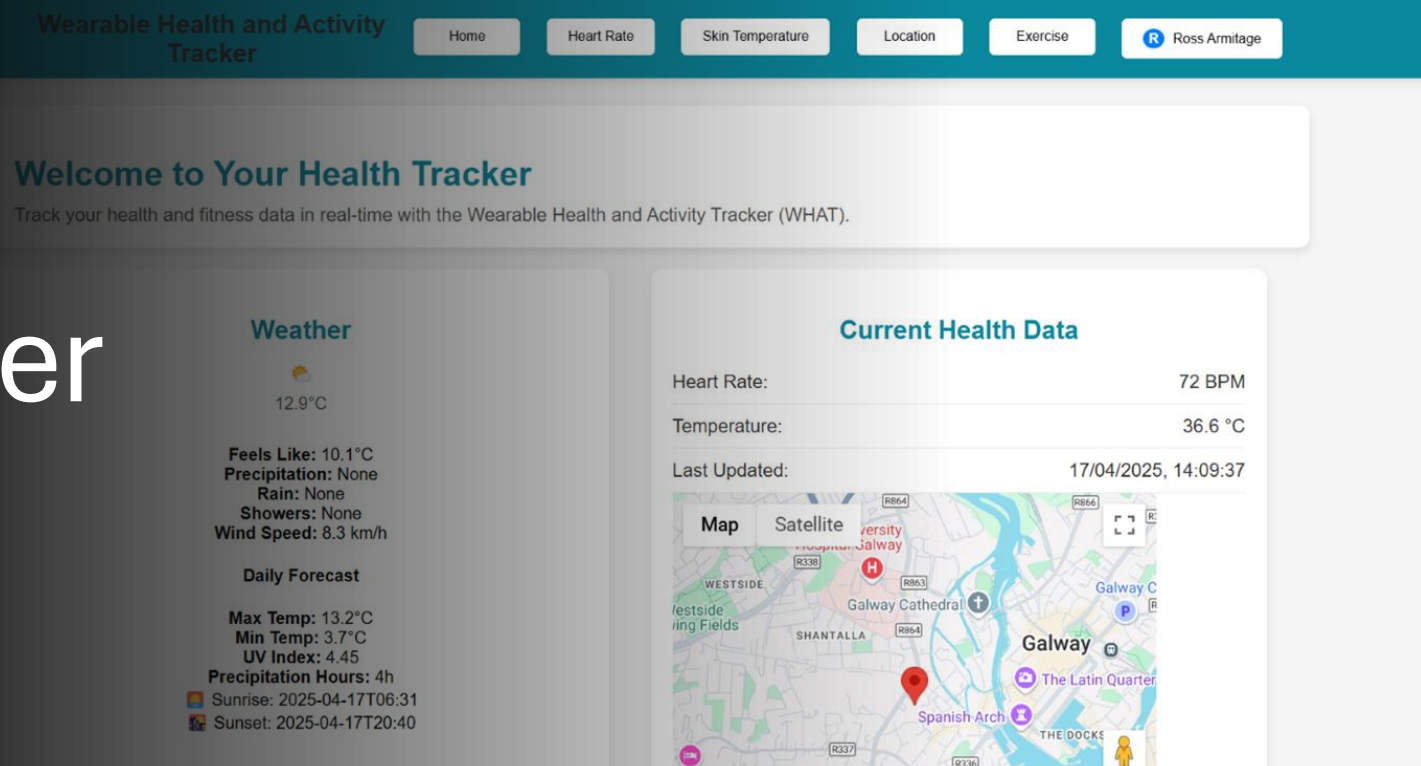 Wearable Health and Activity
Tracker
Home
Heart Rate
Skin Temperature
Location
Exercise
R Ross Armitage
Welcome to Your Health Tracker
Track your health and fitness data in real-time with the Wearable Health and Activity Tracker (WHAT).
er
Weather
12.9°C
Feels Like: 10.1°C
Precipitation: None
Rain: None
Showers: None
Wind Speed: 8.3 km/h
Daily Forecast
Max Temp: 13.2°C
Min Temp: 3.7°C
UV Index: 4.45
Precipitation Hours: 4h
Sunrise: 2025-04-17T06:31
Sunset: 2025-04-17T20:40
Current Health Data
Heart Rate: 72 BPM
Temperature: 36.6 °C
Last Updated: 17/04/2025, 14:09:37
R864
R866
Map Satellite
versity
Hospital Galway
R338
H
WESTSIDE
R863
Galway C
Galway Cathedral
P
estside
ying Fields
SHANTALLA
R864
Galway
The Latin Quarter
Spanish Arch
THE DOCKS
R337
R336